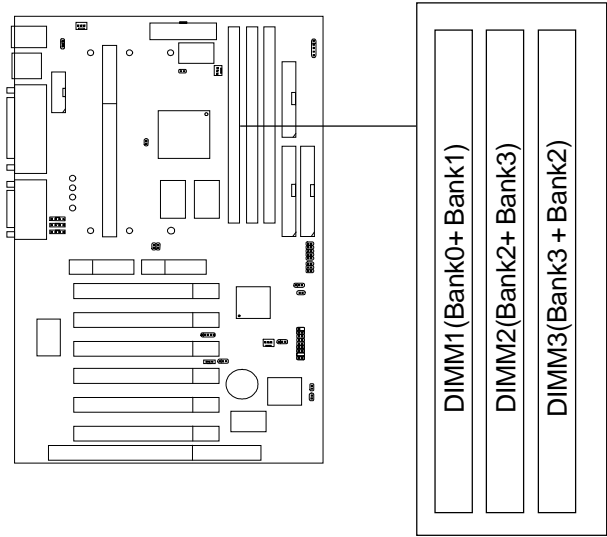 DIMM1(Bank0+ Bank1)
DIMM2(Bank2+ Bank3)
DIMM3(Bank3 + Bank2)